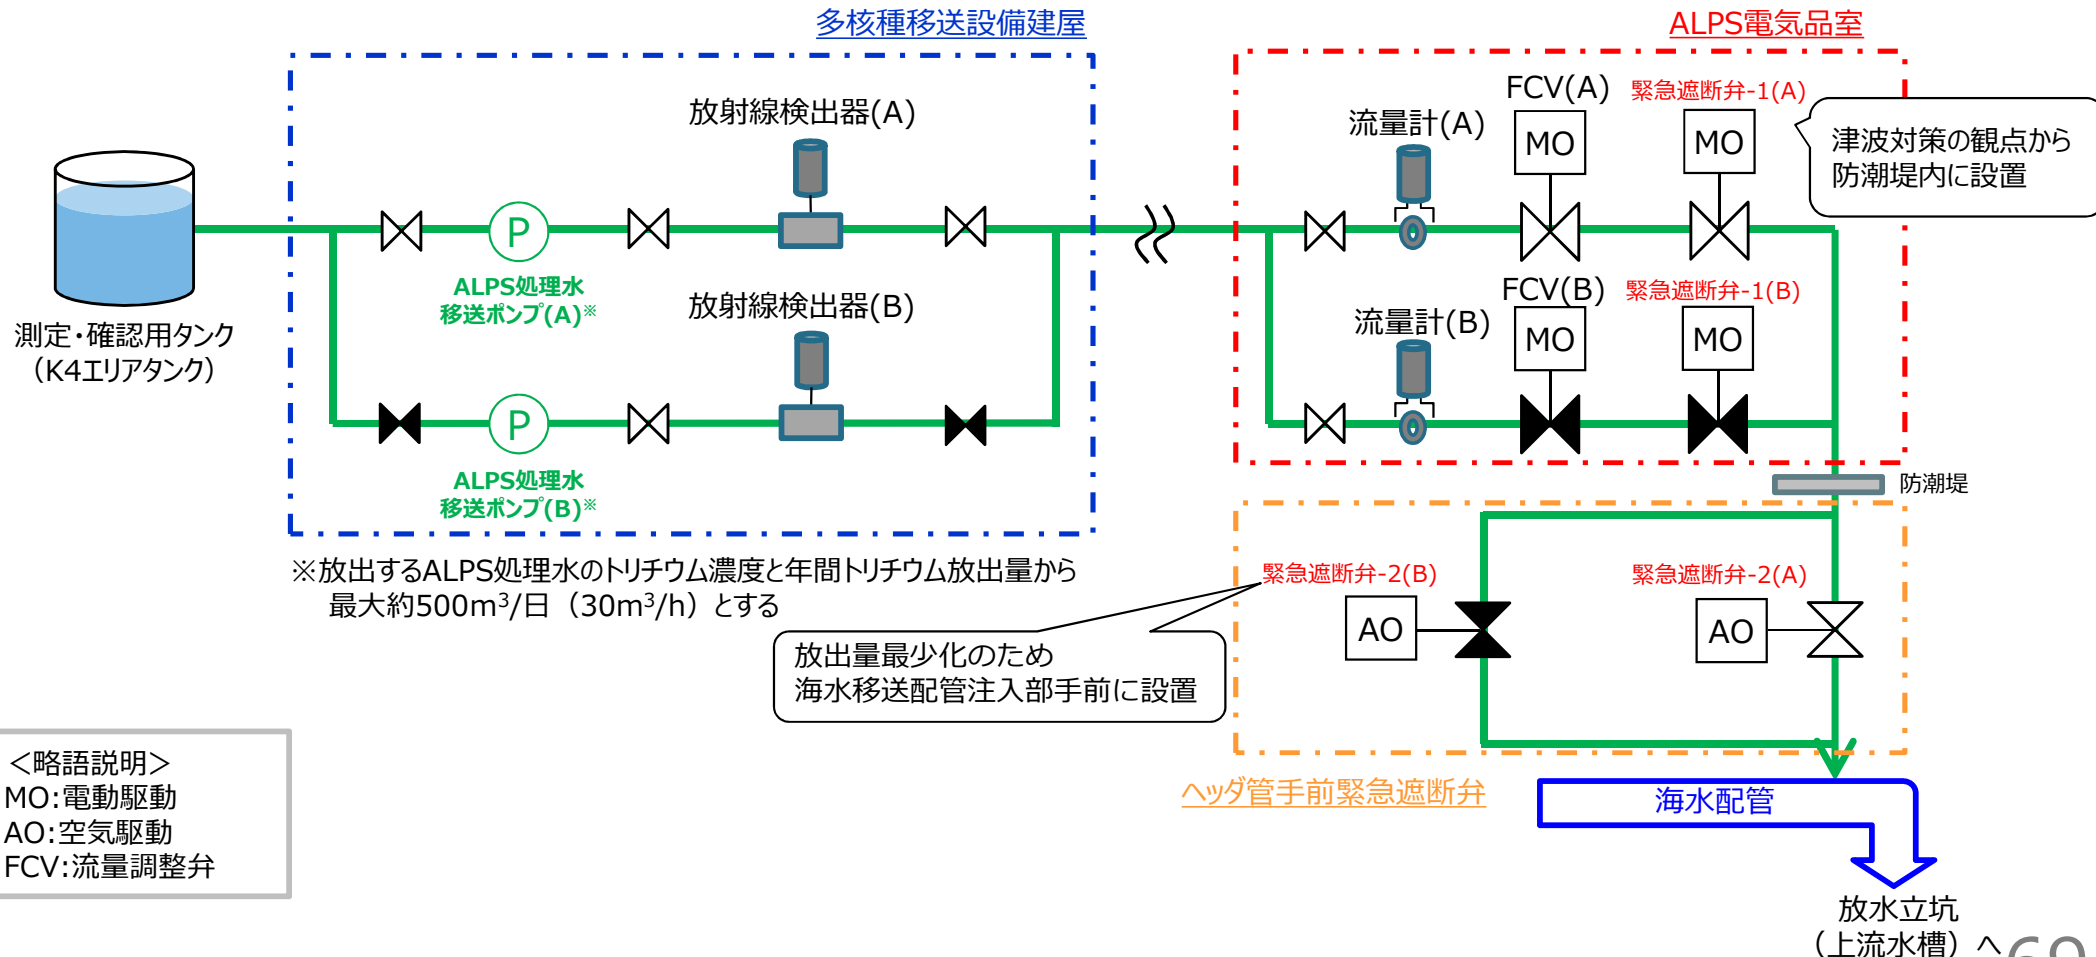 多核種移送設備建屋
ALPS電気品室
放射線検出器(A)
流量計(A)
FCV(A)
緊急遮断弁-1(A)
MO
MO
津波対策の観点から
防潮堤内に設置
P
ALPS処理水
移送ポンプ(A)※
測定・確認用タンク
（K4エリアタンク）
放射線検出器(B)
流量計(B)
FCV(B)
緊急遮断弁-1(B)
MO
MO
P
ALPS処理水
移送ポンプ(B)※
防潮堤
※放出するALPS処理水のトリチウム濃度と年間トリチウム放出量から
最大約500m³/日（30m³/h）とする
緊急遮断弁-2(B)
緊急遮断弁-2(A)
AO
AO
放出量最少化のため
海水移送配管注入部手前に設置
ヘッダ管手前緊急遮断弁
海水配管
＜略語説明＞
MO:電動駆動
AO:空気駆動
FCV:流量調整弁
放水立坑
（上流水槽）へ